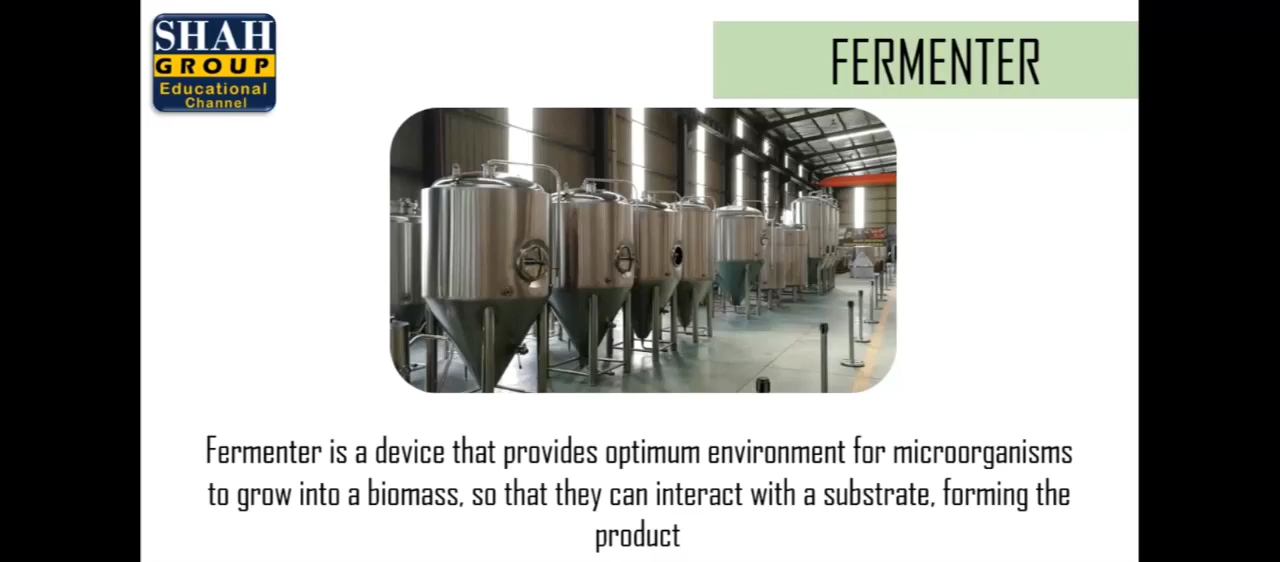 SHAH
GROUP
Educational
Channel
FERMENTER
Fermenter is a device that provides optimum environment for microorganisms
to grow into a biomass, so that they can interact with a substrate, forming the
product